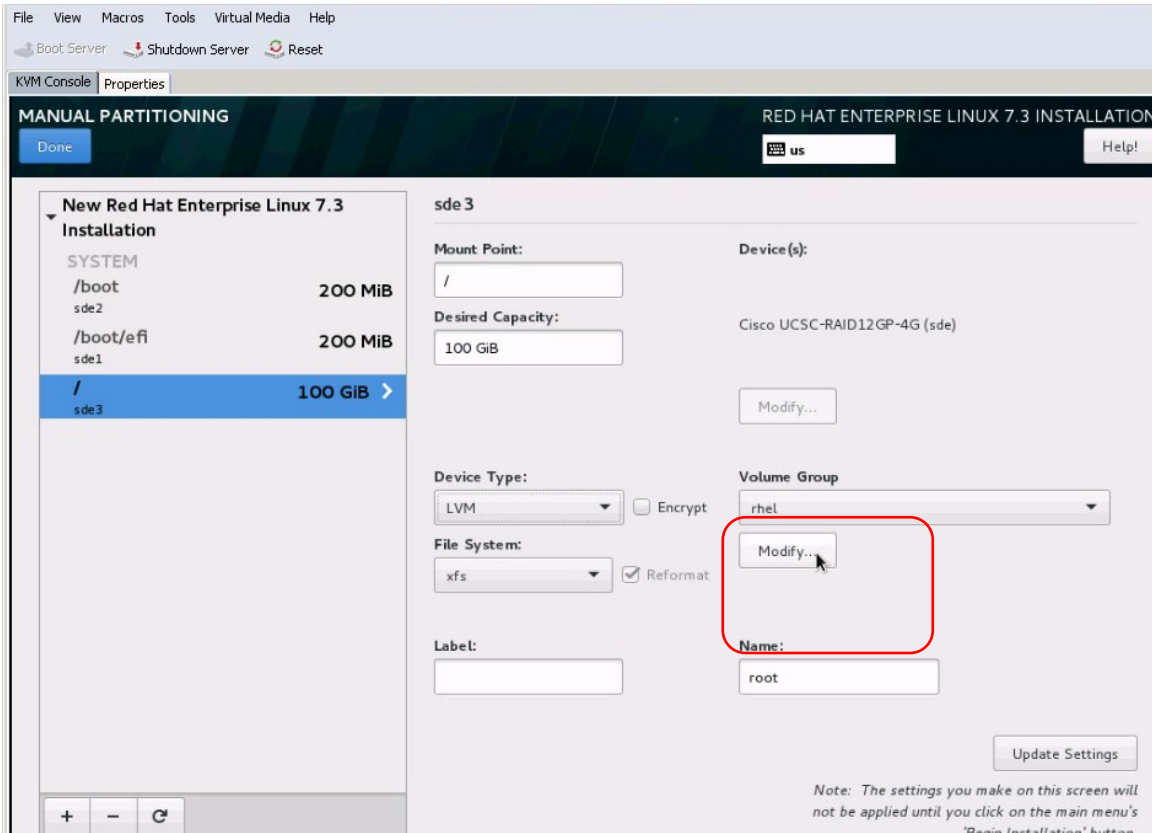 File View Macros Tools Virtual Media Help
Boot Server Shutdown Server Reset
KVM Console Properties
MANUAL PARTITIONING
RED HAT ENTERPRISE LINUX 7.3 INSTALLATION
Done
us
Help!
New Red Hat Enterprise Linux 7.3
Installation
SYSTEM
/boot
200 MiB
sde2
/boot/efi
200 MiB
sde1
/
100 GiB
sde3
sde3
Mount Point:
/
Desired Capacity:
100 GiB
Device(s):
Cisco UCSC-RAID12GP-4G (sde)
Modify...
Device Type:
LVM
Encrypt
Volume Group
rhel
Modify...
File System:
xfs
Reformat
Label:
Name:
root
Update Settings
Note: The settings you make on this screen will
not be applied until you click on the main menu's
'Begin Installation' button.
+ −